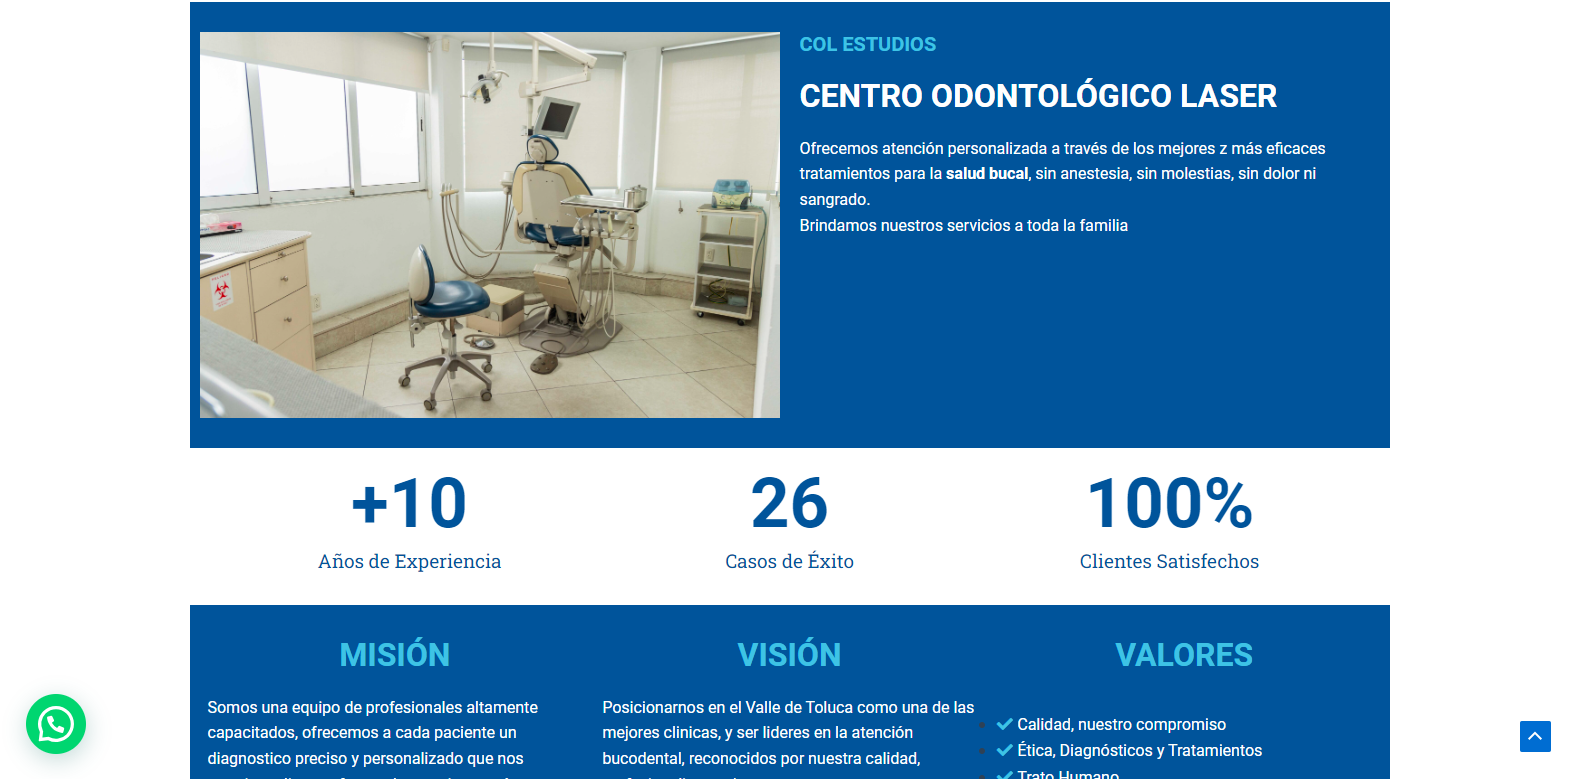 COL ESTUDIOS
CENTRO ODONTOLÓGICO LASER
Ofrecemos atención personalizada a través de los mejores z más eficaces
tratamientos para la salud bucal, sin anestesia, sin molestias, sin dolor ni
sangrado.
Brindamos nuestros servicios a toda la familia
+10
Años de Experiencia
26
Casos de Éxito
100%
Clientes Satisfechos
MISIÓN
Somos una equipo de profesionales altamente
capacitados, ofrecemos a cada paciente un
diagnostico preciso y personalizado que nos
VISIÓN
Posicionarnos en el Valle de Toluca como una de las
mejores clinicas, y ser lideres en la atención
bucodental, reconocidos por nuestra calidad,
VALORES
Calidad, nuestro compromiso
Ética, Diagnósticos y Tratamientos
Trato Humano